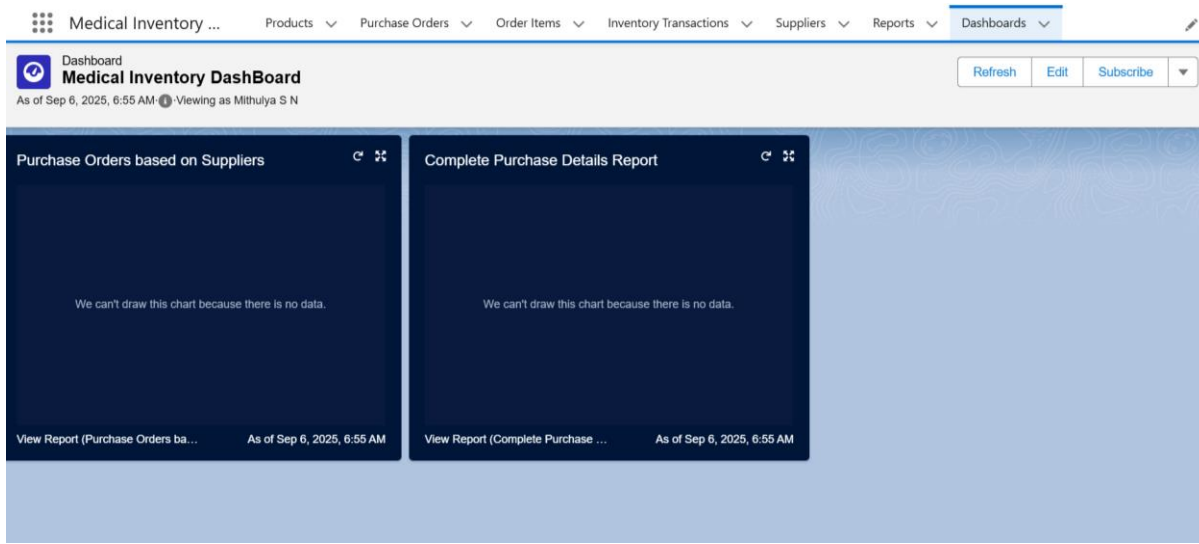 Medical Inventory ... Products Purchase Orders Order Items Inventory Transactions Suppliers Reports Dashboards
Dashboard
Medical Inventory DashBoard
As of Sep 6, 2025, 6:55 AM·Viewing as Mithulya S N
Refresh Edit Subscribe
Purchase Orders based on Suppliers
We can't draw this chart because there is no data.
View Report (Purchase Orders ba... As of Sep 6, 2025, 6:55 AM
Complete Purchase Details Report
We can't draw this chart because there is no data.
View Report (Complete Purchase ... As of Sep 6, 2025, 6:55 AM